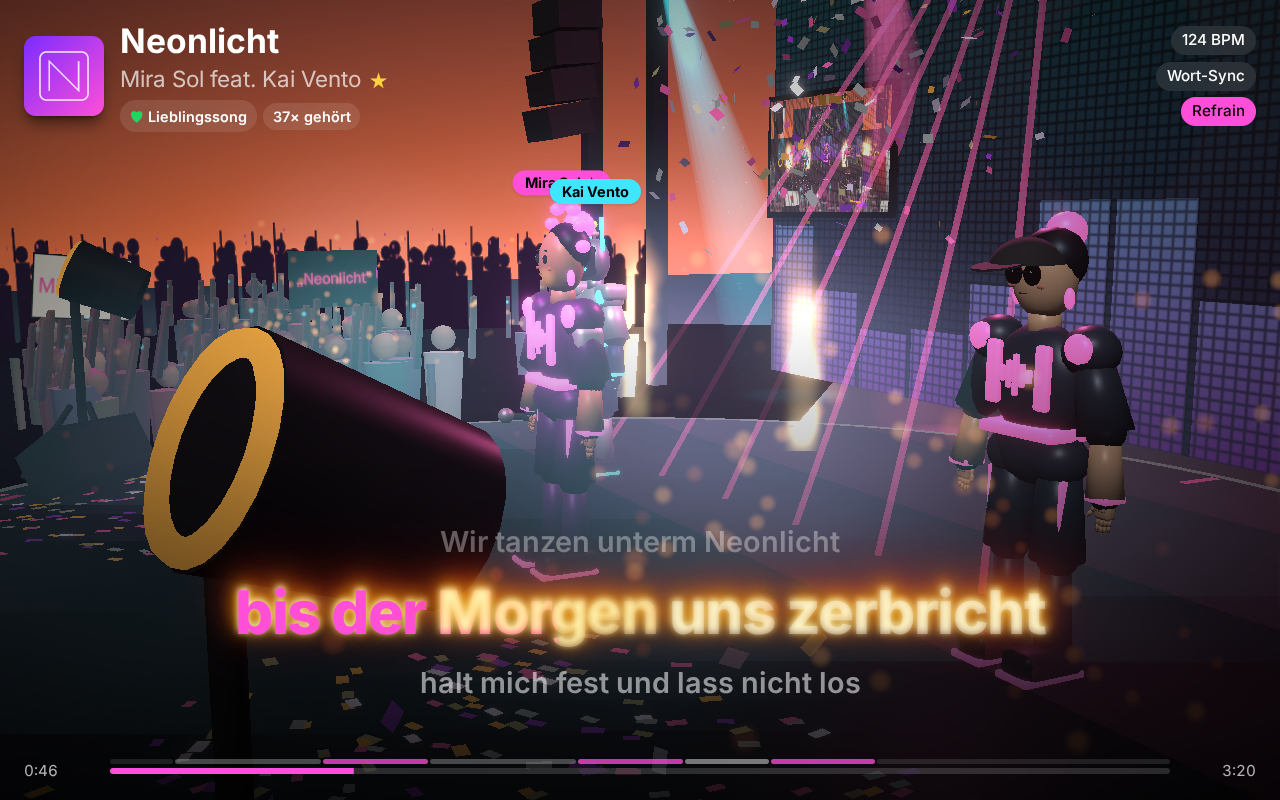 N
Neonlicht
Mira Sol feat. Kai Vento ★
Lieblingssong
37× gehört
124 BPM
Wort-Sync
Refrain
Kai Vento
„Neonlicht“
Wir tanzen unterm Neonlicht
bis der Morgen uns zerbricht
halt mich fest und lass nicht los
0:46
3:20